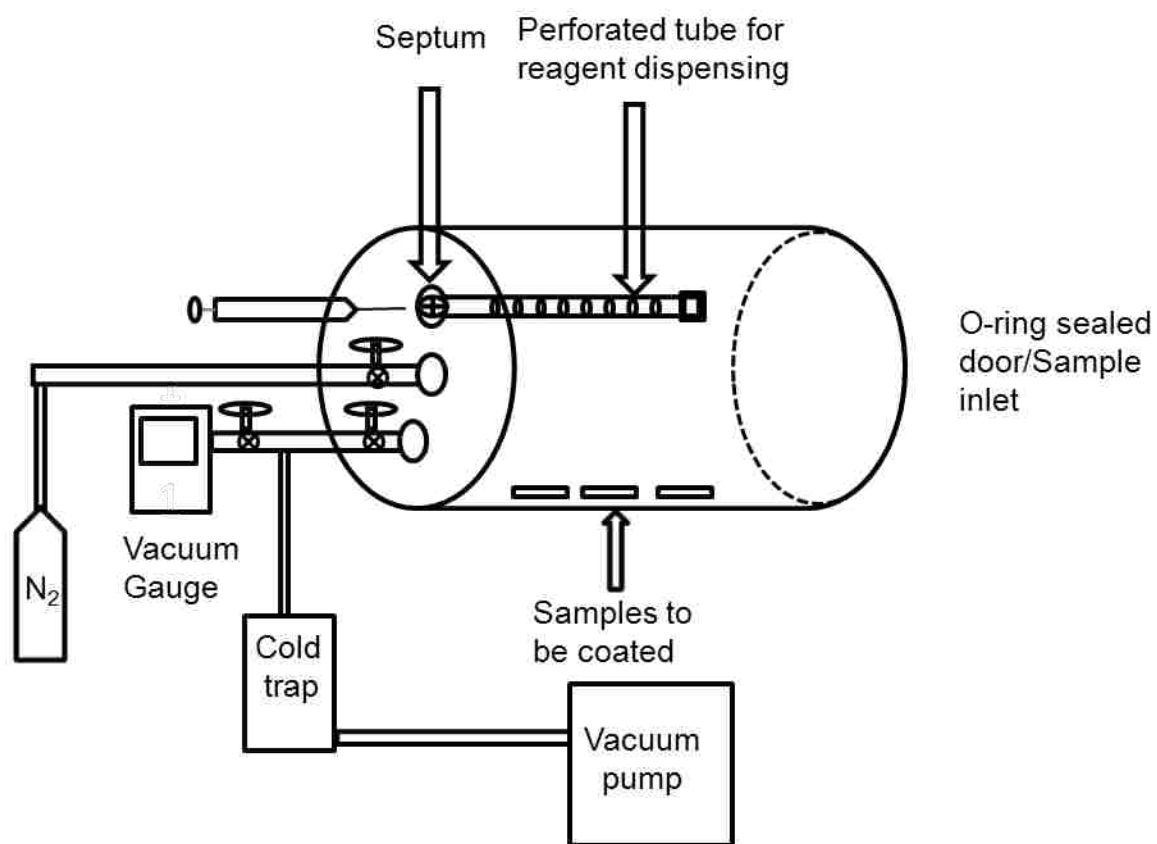 Septum
Perforated tube for
reagent dispensing
O-ring sealed
door/Sample
inlet
Vacuum
Gauge
N₂
Samples to
be coated
Cold
trap
Vacuum
pump